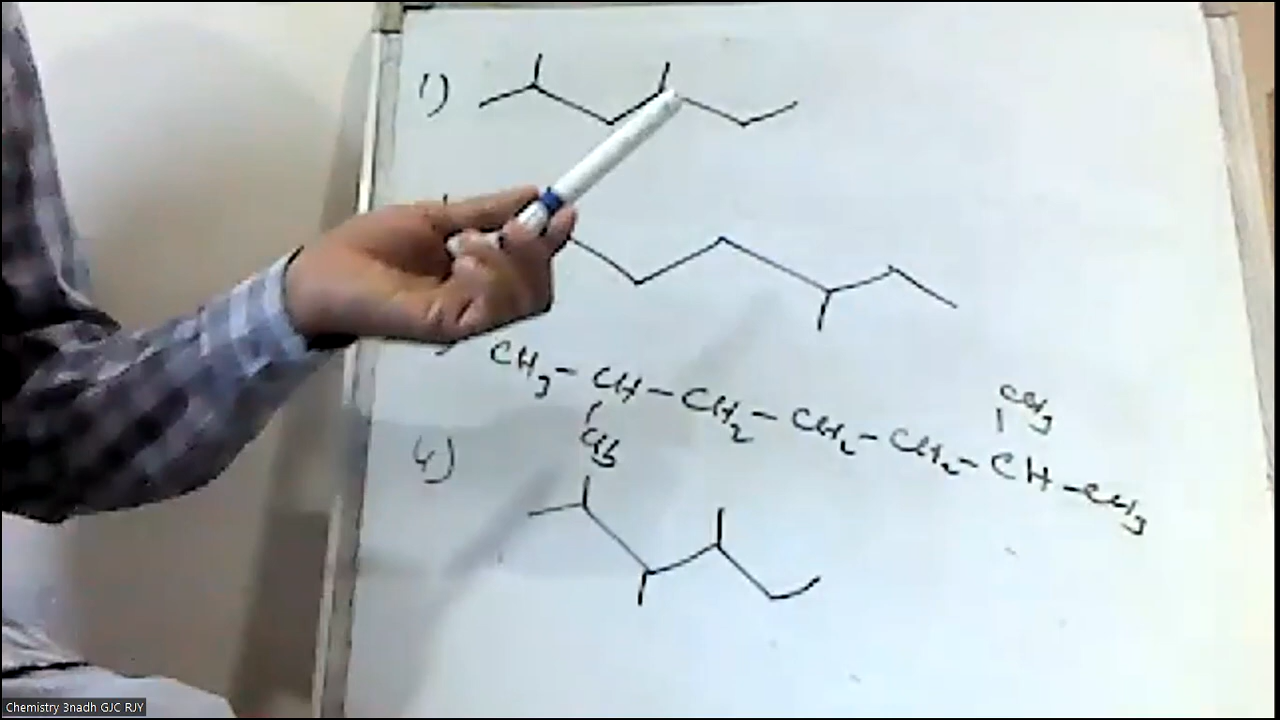 1)
CH3
CH3-CH-CH2-CH2-CH2-CH-CH3
CH3
4)
Chemistry 3nadh GJC RJY